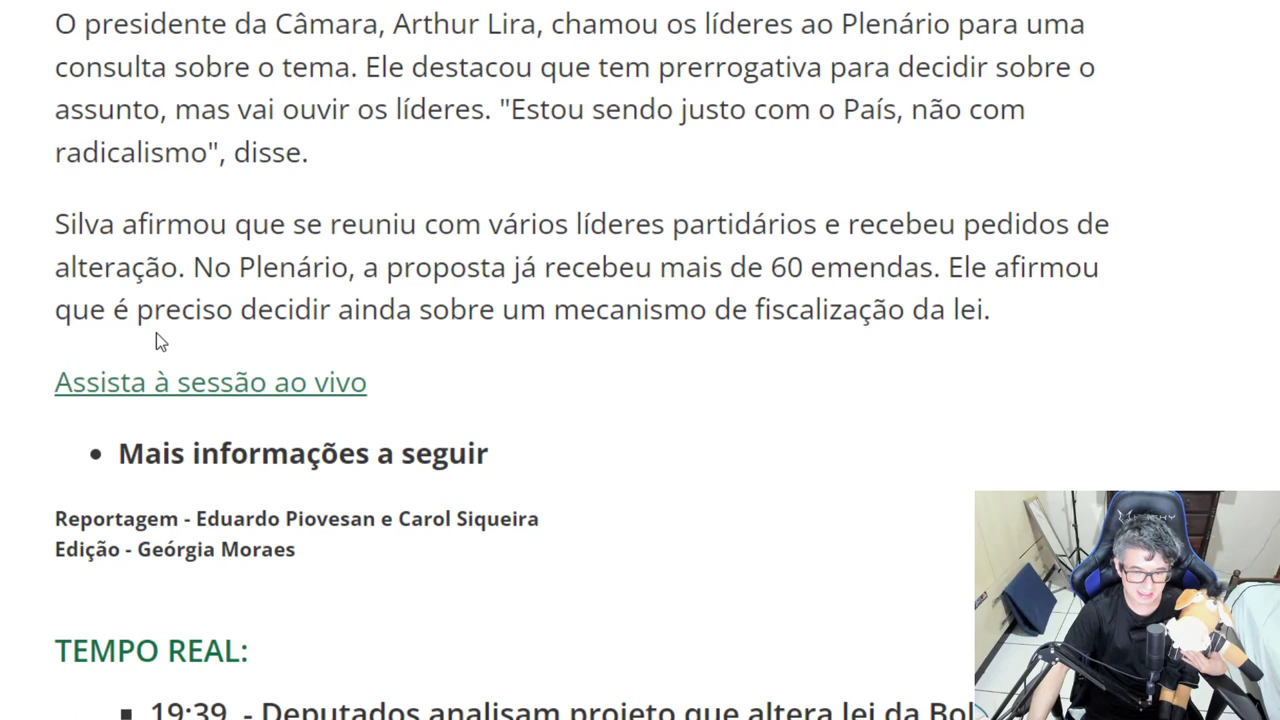 O presidente da Câmara, Arthur Lira, chamou os líderes ao Plenário para uma
consulta sobre o tema. Ele destacou que tem prerrogativa para decidir sobre o
assunto, mas vai ouvir os líderes. "Estou sendo justo com o País, não com
radicalismo", disse.
Silva afirmou que se reuniu com vários líderes partidários e recebeu pedidos de
alteração. No Plenário, a proposta já recebeu mais de 60 emendas. Ele afirmou
que é preciso decidir ainda sobre um mecanismo de fiscalização da lei.
Assista à sessão ao vivo
• Mais informações a seguir
Reportagem - Eduardo Piovesan e Carol Siqueira
Edição - Geórgia Moraes
TEMPO REAL:
▪ 19:39 - Deputados analisam projeto que altera lei da